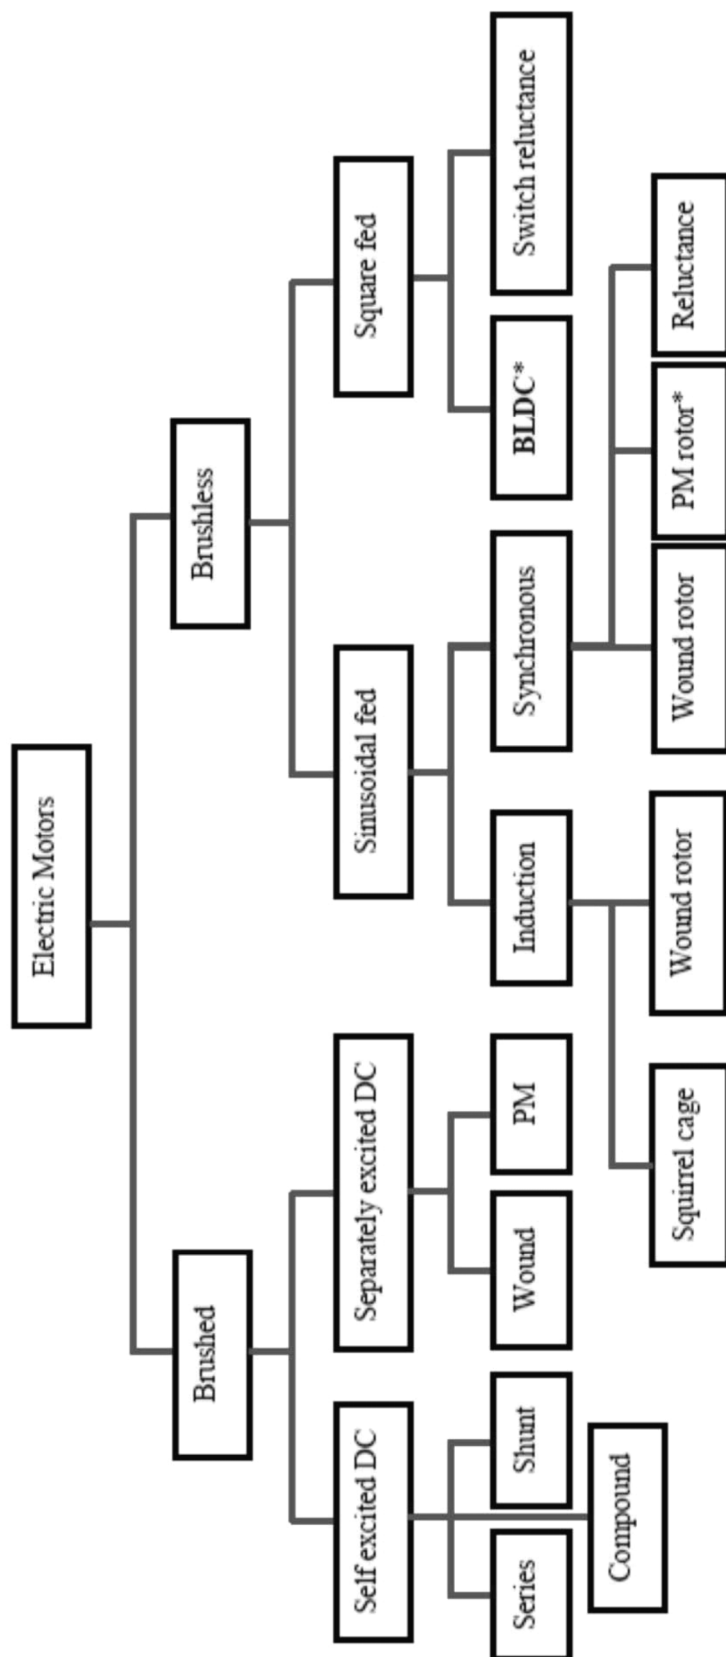 Electric Motors
Brushed
Brushless
Self excited DC
Separately excited DC
Sinusoidal fed
Square fed
Series
Shunt
Wound
PM
Induction
Synchronous
BLDC*
Switch reluctance
Compound
Squirrel cage
Wound rotor
Wound rotor
PM rotor*
Reluctance